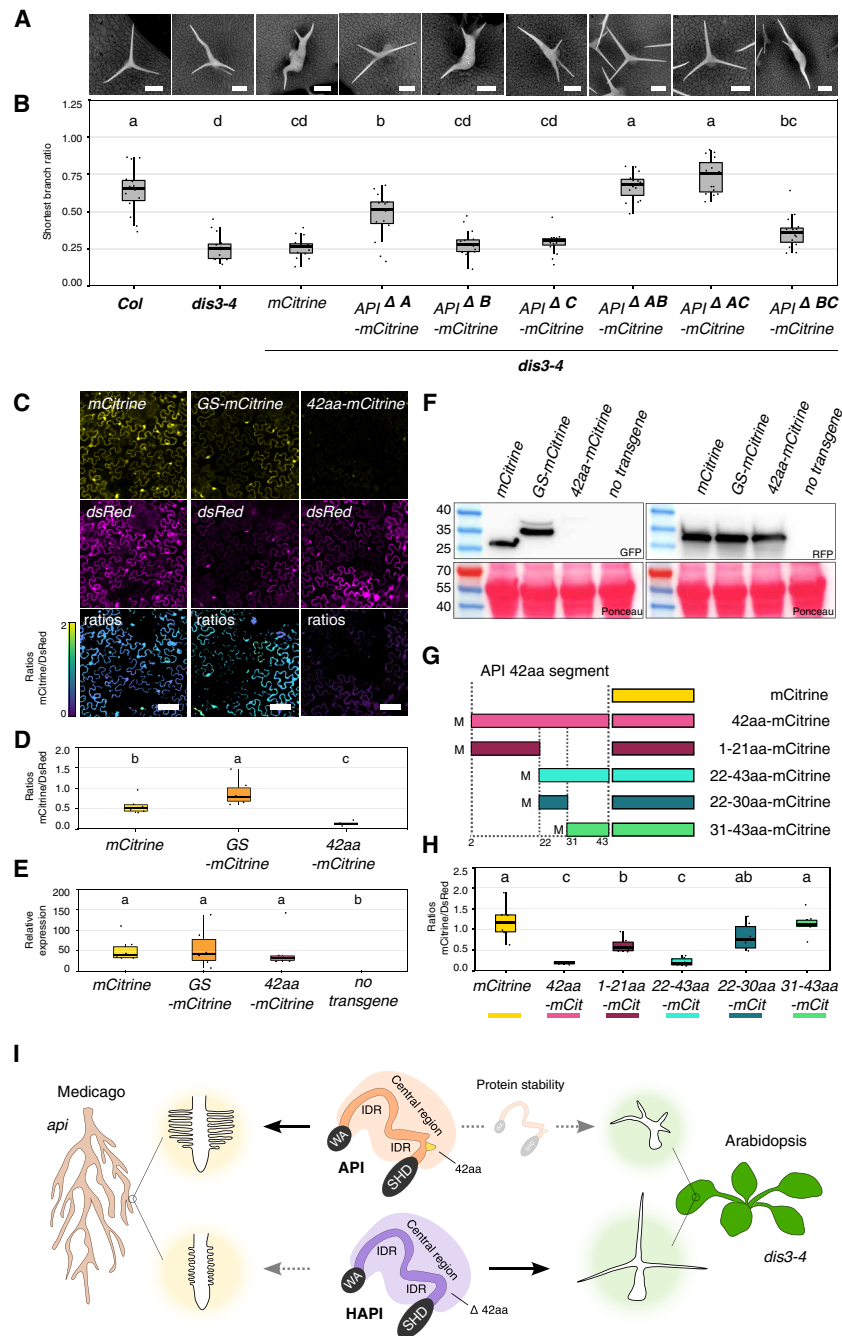 A
B
1.25
1.00
0.75
0.50
0.25
0.00
Shortest branch ratio
a d cd b cd cd a a bc
Col dis3-4 mCitrine API Δ A -mCitrine API Δ B -mCitrine API Δ C -mCitrine API Δ AB -mCitrine API Δ AC -mCitrine API Δ BC -mCitrine
dis3-4
C
mCitrine GS-mCitrine 42aa-mCitrine
dsRed dsRed dsRed
ratios ratios ratios
2
0
Ratios
mCitrine/DsRed
D
Ratios
mCitrine/DsRed
2.0
1.5
1.0
0.5
0.0
b a c
mCitrine GS -mCitrine 42aa -mCitrine
E
Relative
expression
200
150
100
50
0
a a a b
mCitrine GS -mCitrine 42aa -mCitrine no transgene
F
mCitrine GS-mCitrine 42aa-mCitrine no transgene
mCitrine GS-mCitrine 42aa-mCitrine no transgene
40
35
25
GFP RFP
70
55
40
Ponceau Ponceau
G
API 42aa segment
mCitrine
M 42aa-mCitrine
M 1-21aa-mCitrine
M 22-43aa-mCitrine
M 22-30aa-mCitrine
M 31-43aa-mCitrine
2 22 31 43
H
Ratios
mCitrine/DsRed
2.5
2.0
1.5
1.0
0.5
0.0
a c b c ab a
mCitrine 42aa -mCit 1-21aa -mCit 22-43aa -mCit 22-30aa -mCit 31-43aa -mCit
I
Medicago
api
WA
IDR
IDR
Central region
SHD
API
42aa
Protein stability
Arabidopsis
dis3-4
WA
IDR
IDR
Central region
SHD
HAPI
Δ 42aa